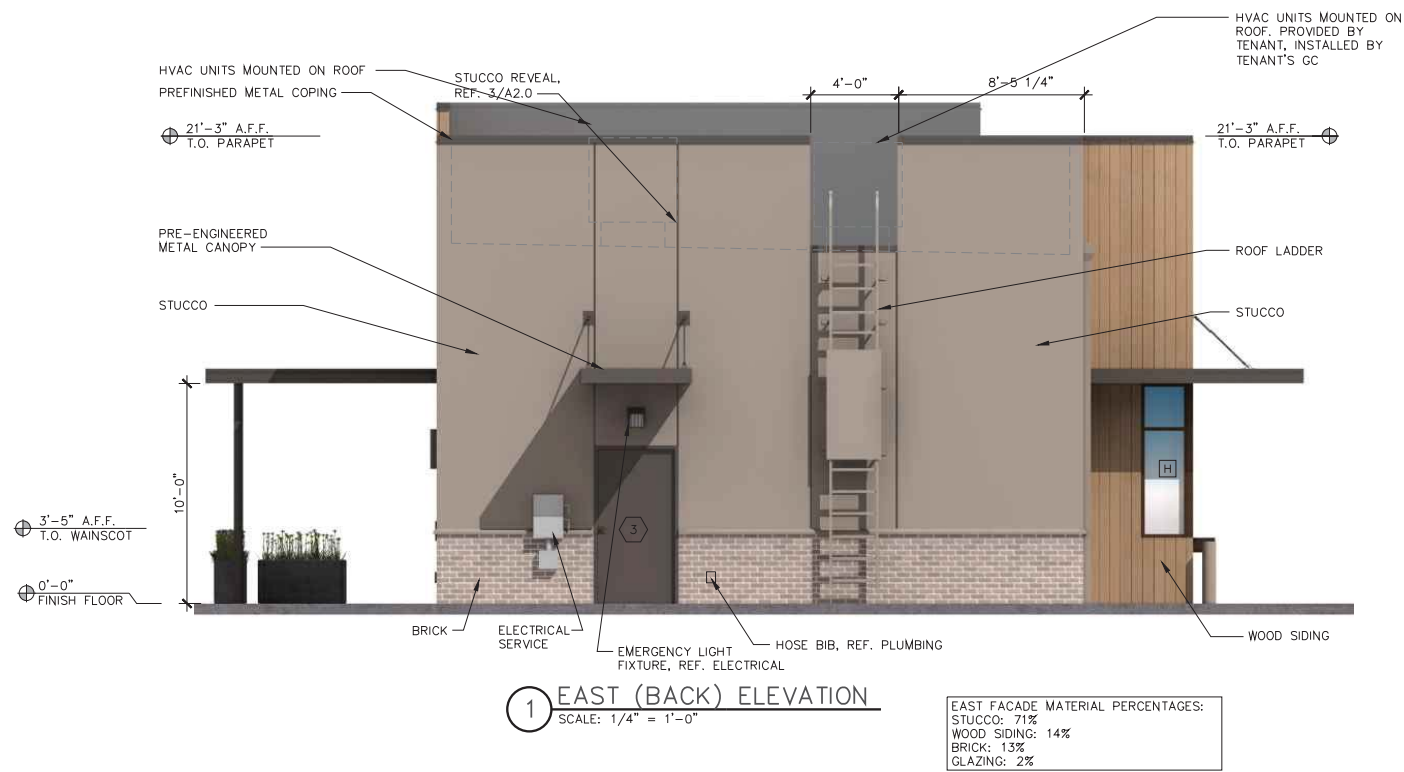 HVAC UNITS MOUNTED ON
ROOF. PROVIDED BY
TENANT, INSTALLED BY
TENANT'S GC
HVAC UNITS MOUNTED ON ROOF
STUCCO REVEAL,
REF. 3/A2.0
PREFINISHED METAL COPING
4'-0"
8'-5 1/4"
21'-3" A.F.F.
T.O. PARAPET
21'-3" A.F.F.
T.O. PARAPET
PRE-ENGINEERED
METAL CANOPY
ROOF LADDER
STUCCO
STUCCO
10'-0"
H
3
3'-5" A.F.F.
T.O. WAINSCOT
0'-0"
FINISH FLOOR
BRICK
ELECTRICAL
SERVICE
EMERGENCY LIGHT
FIXTURE, REF. ELECTRICAL
HOSE BIB, REF. PLUMBING
WOOD SIDING
1
EAST (BACK) ELEVATION
SCALE: 1/4" = 1'-0"
EAST FACADE MATERIAL PERCENTAGES:
STUCCO: 71%
WOOD SIDING: 14%
BRICK: 13%
GLAZING: 2%